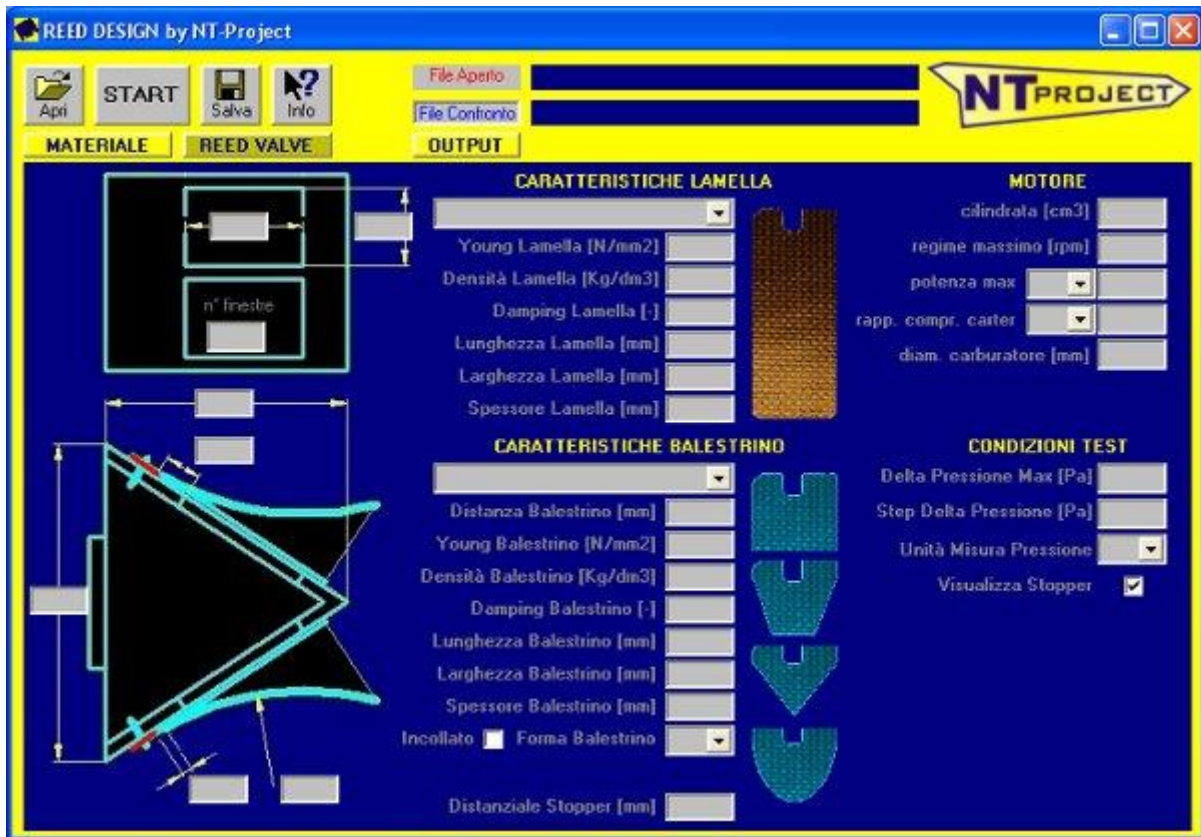 REED DESIGN by NT-Project
Apri
START
Salva
Info
File Aperto
File Confronto
NT PROJECT
MATERIALE
REED VALVE
OUTPUT
n° finestre
CARATTERISTICHE LAMELLA
Young Lamella [N/mm2]
Densità Lamella [Kg/dm3]
Damping Lamella [-]
Lunghezza Lamella [mm]
Larghezza Lamella [mm]
Spessore Lamella [mm]
CARATTERISTICHE BALESTRINO
Distanza Balestrino [mm]
Young Balestrino [N/mm2]
Densità Balestrino [Kg/dm3]
Damping Balestrino [-]
Lunghezza Balestrino [mm]
Larghezza Balestrino [mm]
Spessore Balestrino [mm]
Incollato Forma Balestrino
Distanziale Stopper [mm]
MOTORE
cilindrata [cm3]
regime massimo [rpm]
potenza max
rapp. compr. carter
diam. carburatore [mm]
CONDIZIONI TEST
Delta Pressione Max [Pa]
Step Delta Pressione [Pa]
Unità Misura Pressione
Visualizza Stopper